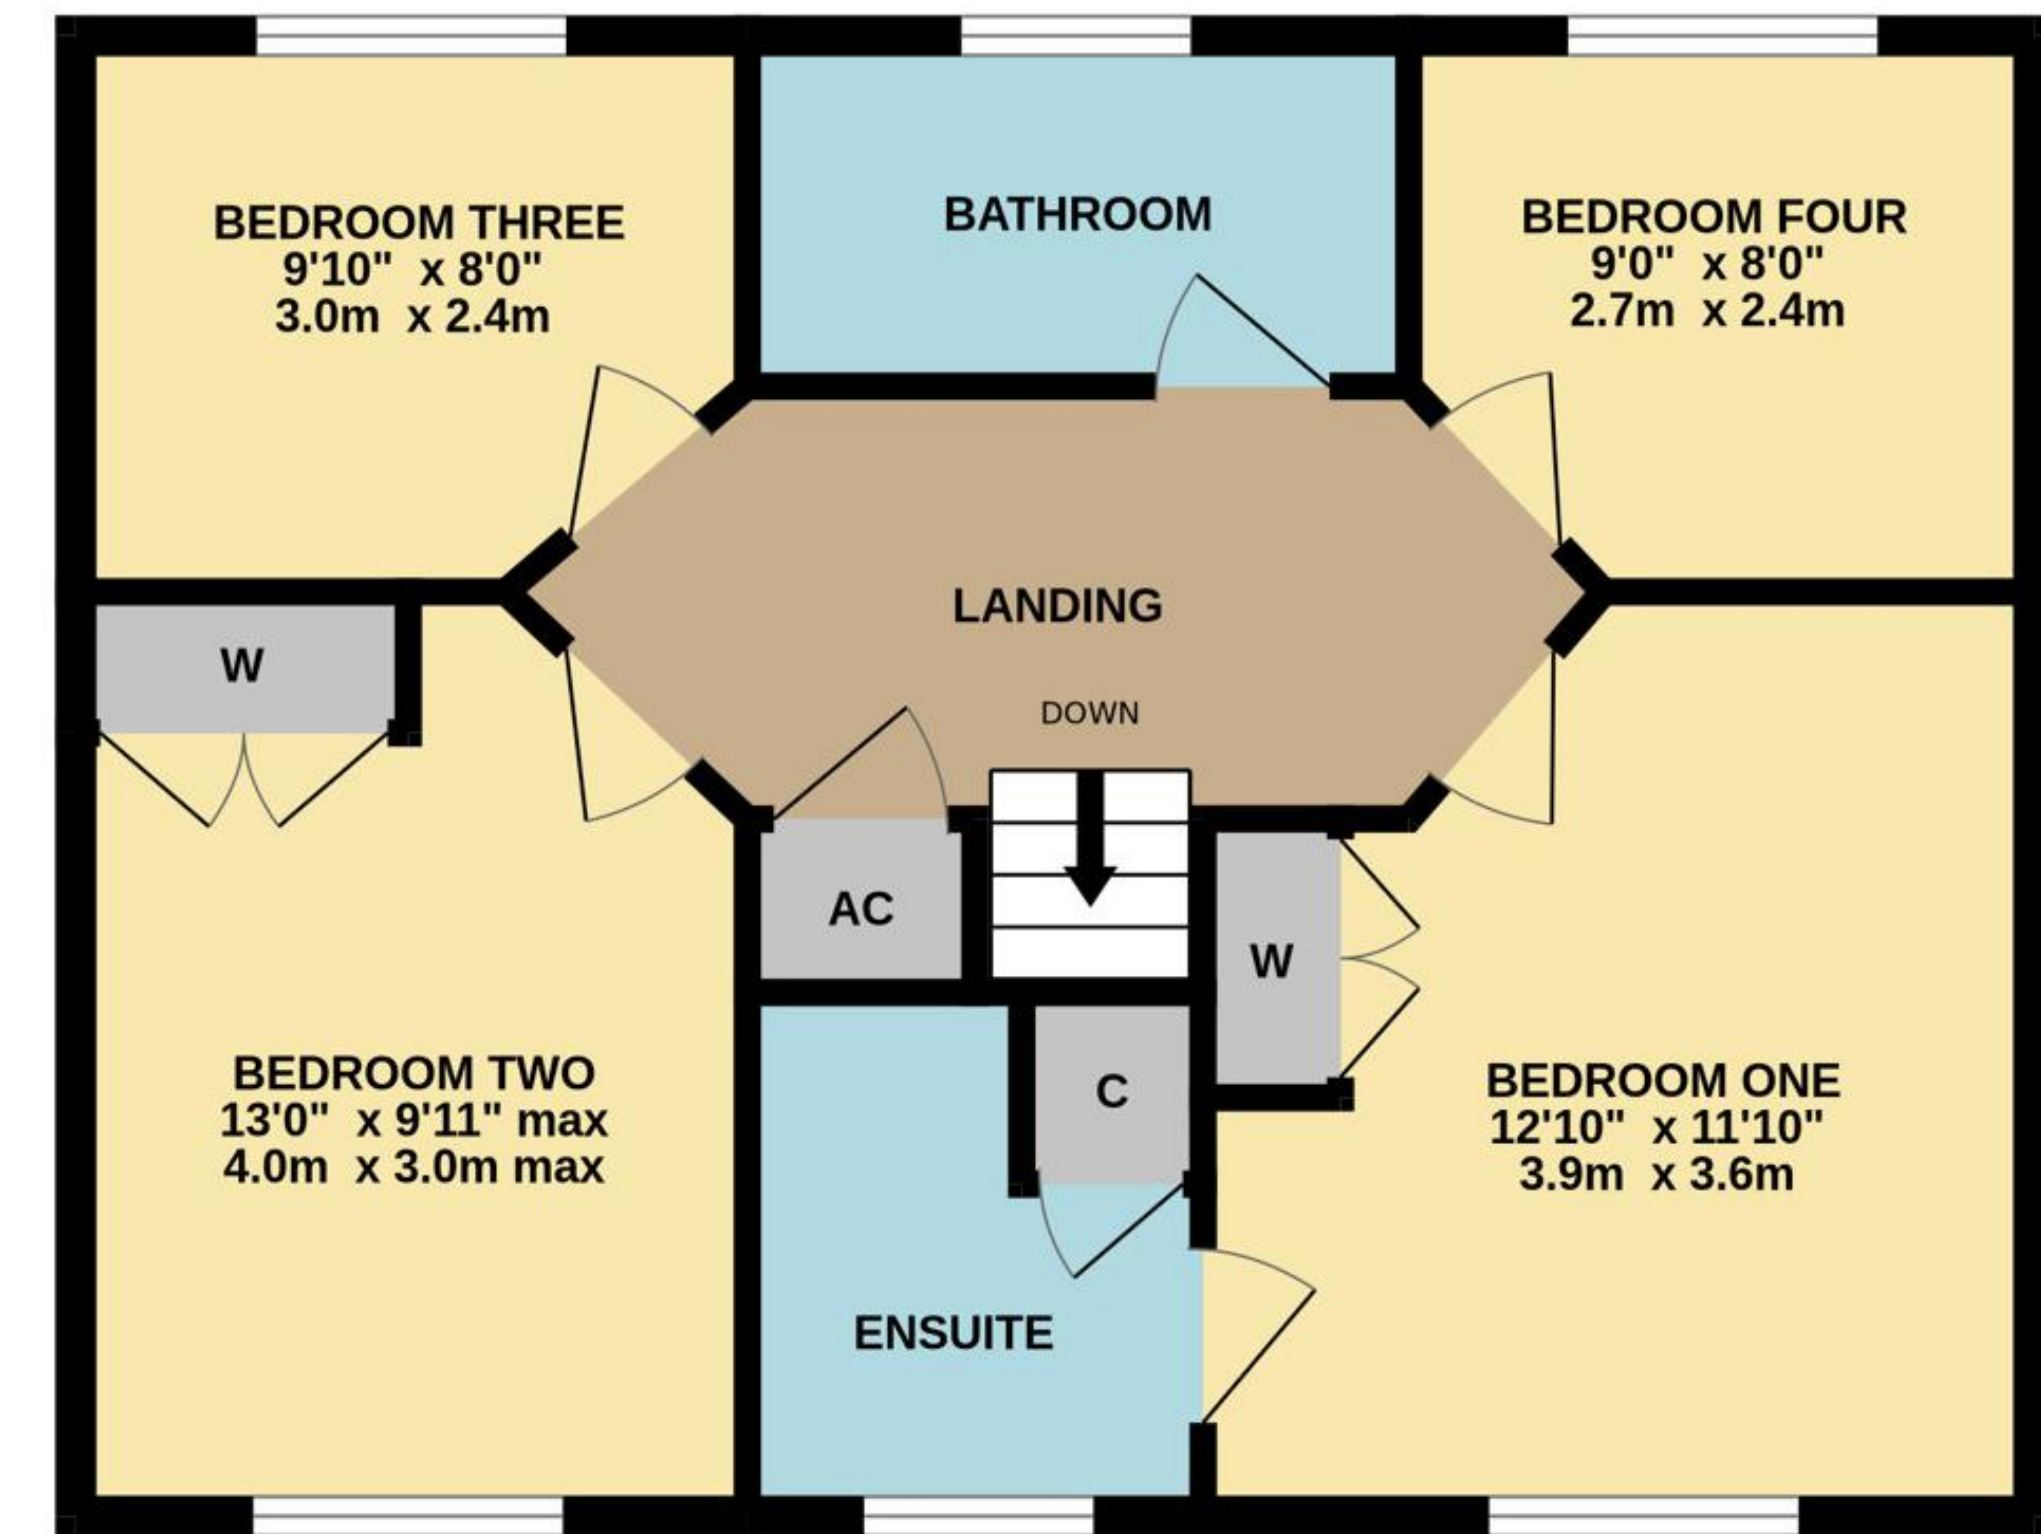 BEDROOM THREE
9'10" x 8'0"
3.0m x 2.4m
BATHROOM
BEDROOM FOUR
9'0" x 8'0"
2.7m x 2.4m
LANDING
DOWN
W
AC
W
C
BEDROOM TWO
13'0" x 9'11" max
4.0m x 3.0m max
BEDROOM ONE
12'10" x 11'10"
3.9m x 3.6m
ENSUITE